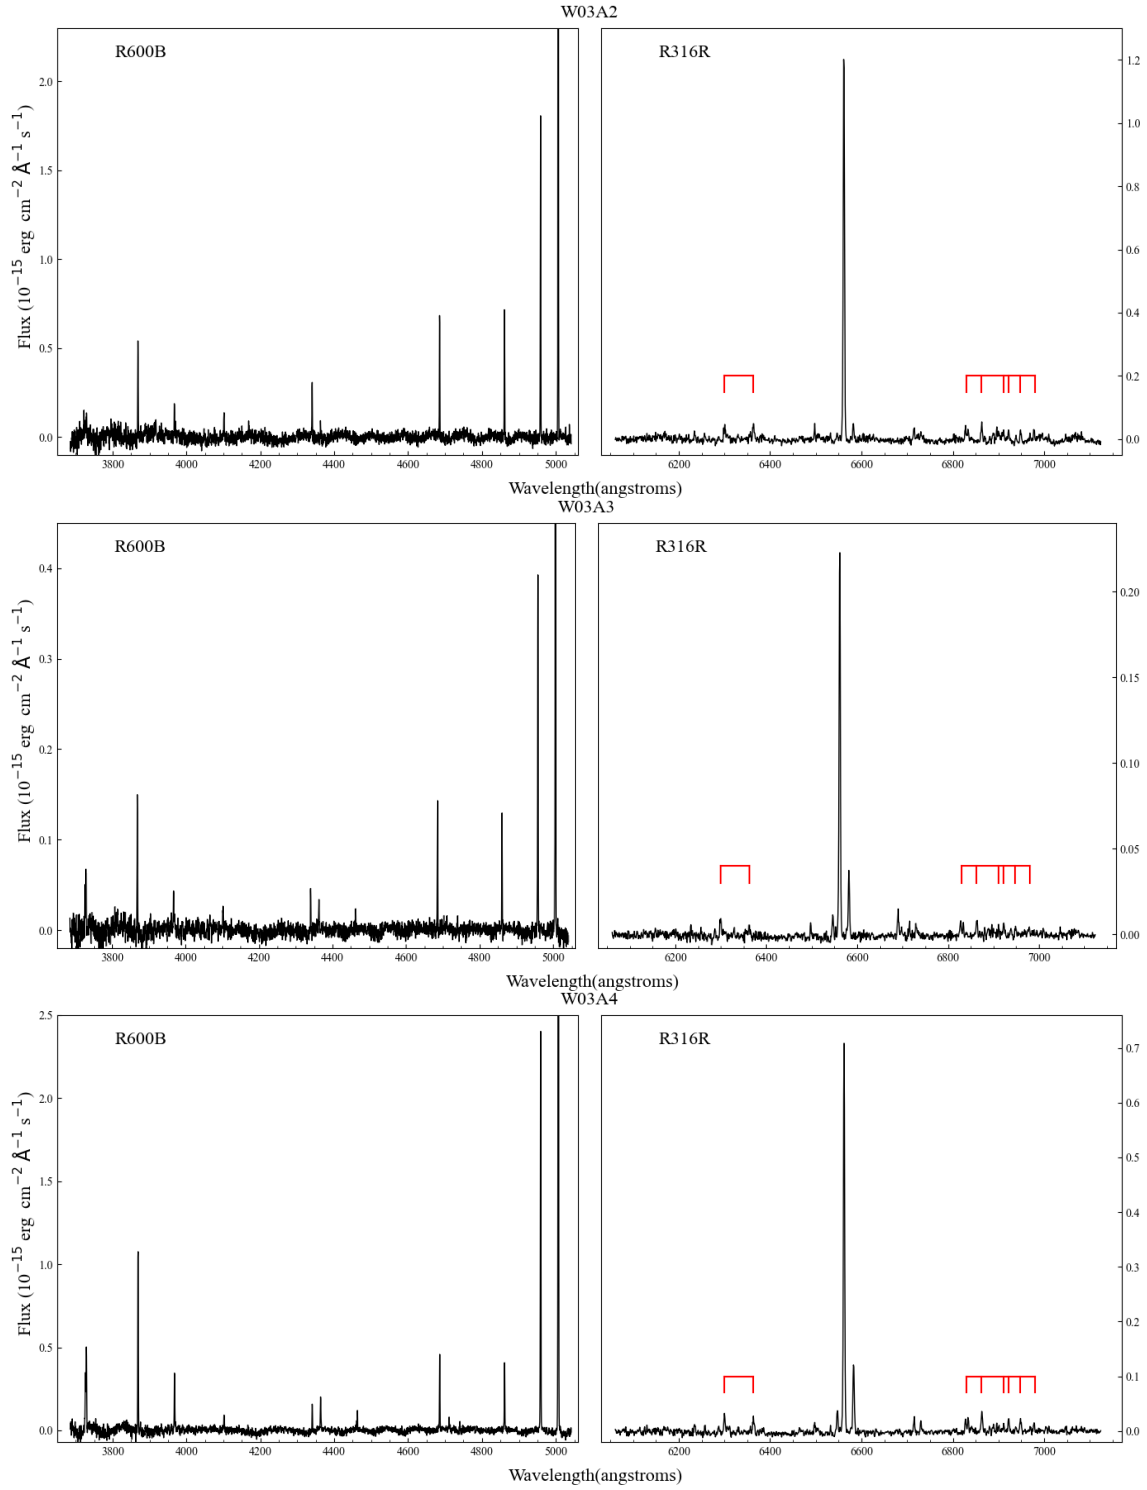 W03A2
R600B
R316R
2.0
1.5
1.0
0.5
0.0
1.2
1.0
0.8
0.6
0.4
0.2
0.0
Flux (10⁻¹⁵ erg cm⁻² Å⁻¹ s⁻¹)
3800 4000 4200 4400 4600 4800 5000
6200 6400 6600 6800 7000
Wavelength(angstroms)
W03A3
R600B
R316R
0.4
0.3
0.2
0.1
0.0
0.20
0.15
0.10
0.05
0.00
Flux (10⁻¹⁵ erg cm⁻² Å⁻¹ s⁻¹)
3800 4000 4200 4400 4600 4800 5000
6200 6400 6600 6800 7000
Wavelength(angstroms)
W03A4
R600B
R316R
2.5
2.0
1.5
1.0
0.5
0.0
0.7
0.6
0.5
0.4
0.3
0.2
0.1
0.0
Flux (10⁻¹⁵ erg cm⁻² Å⁻¹ s⁻¹)
3800 4000 4200 4400 4600 4800 5000
6200 6400 6600 6800 7000
Wavelength(angstroms)